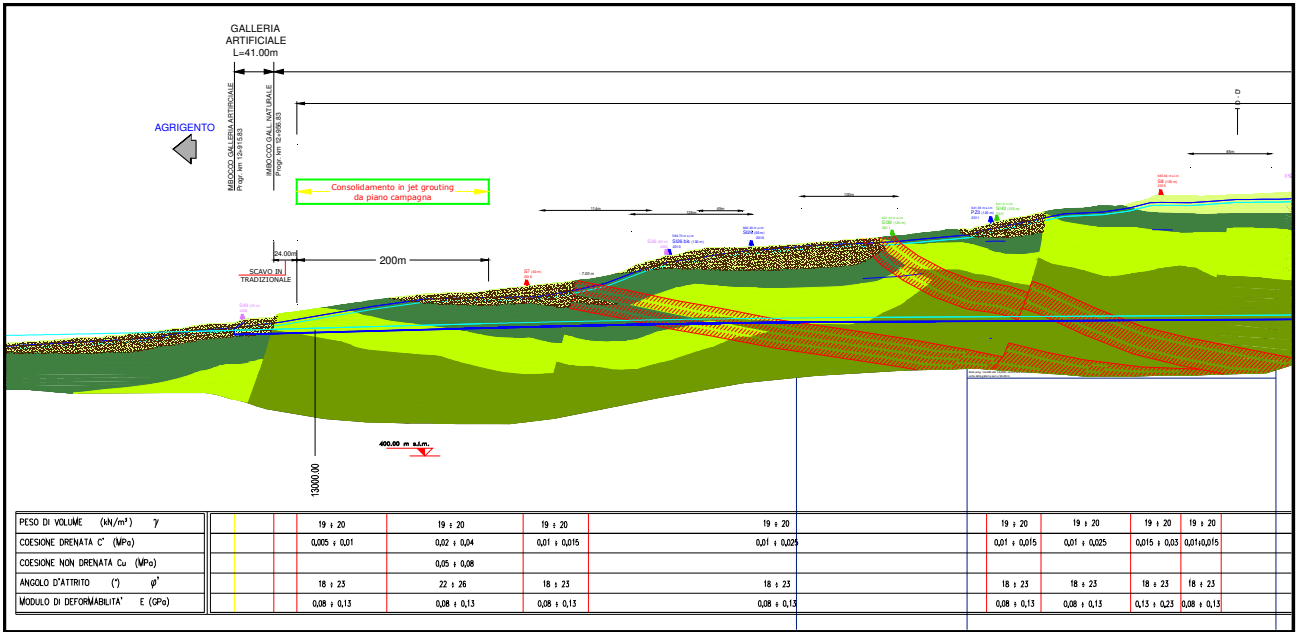 GALLERIA
ARTIFICIALE
L=41.00m
IMBOCCO GALLERIA ARTIFICIALE
Progr. km 12+915.83
IMBOCCO GALL. NATURALE
Progr. km 12+956.83
AGRIGENTO
Consolidamento in jet grouting
da piano campagna
24.00m
200m
SCAVO IN
TRADIZIONALE
D - D'
400.00 m s.l.m.
13000.00
PESO DI VOLUME (kN/m³) γ 19 ÷ 20 19 ÷ 20 19 ÷ 20 19 ÷ 20 19 ÷ 20 19 ÷ 20 19 ÷ 20 19 ÷ 20
COESIONE DRENATA C' (MPa) 0,005 ÷ 0,01 0,02 ÷ 0,04 0,01 ÷ 0,015 0,01 ÷ 0,025 0,01 ÷ 0,015 0,01 ÷ 0,025 0,015 ÷ 0,03 0,01÷0,015
COESIONE NON DRENATA Cu (MPa) 0,05 ÷ 0,08
ANGOLO D'ATTRITO (°) φ' 18 ÷ 23 22 ÷ 26 18 ÷ 23 18 ÷ 23 18 ÷ 23 18 ÷ 23 18 ÷ 23 18 ÷ 23
MODULO DI DEFORMABILITA' E (GPa) 0,08 ÷ 0,13 0,08 ÷ 0,13 0,08 ÷ 0,13 0,08 ÷ 0,13 0,08 ÷ 0,13 0,08 ÷ 0,13 0,13 ÷ 0,23 0,08 ÷ 0,13